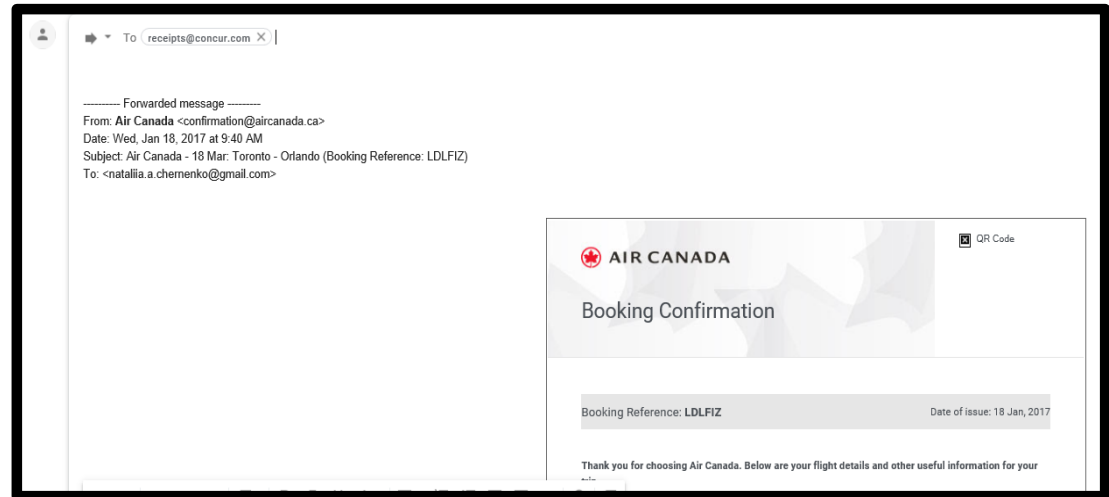 To receipts@concur.com X
---------- Forwarded message ---------
From: Air Canada <confirmation@aircanada.ca>
Date: Wed, Jan 18, 2017 at 9:40 AM
Subject: Air Canada - 18 Mar: Toronto - Orlando (Booking Reference: LDLFIZ)
To: <nataliia.a.chernenko@gmail.com>
QR Code
AIR CANADA
Booking Confirmation
Booking Reference: LDLFIZ Date of issue: 18 Jan, 2017
Thank you for choosing Air Canada. Below are your flight details and other useful information for your